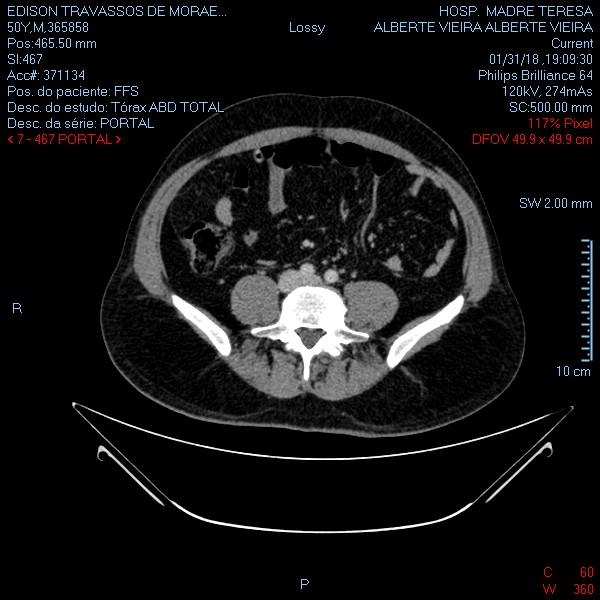 EDISON TRAVASSOS DE MORAE...
50Y,M,365858
Pos:465.50 mm
SI:467
Acc#: 371134
Pos. do paciente: FFS
Desc. do estudo: Tórax ABD TOTAL
Desc. da série: PORTAL
< 7 - 467 PORTAL >
Lossy
HOSP. MADRE TERESA
ALBERTE VIEIRA ALBERTE VIEIRA
Current
01/31/18 ,19:09:30
Philips Brilliance 64
120kV, 274mAs
SC:500.00 mm
117% Pixel
DFOV 49.9 x 49.9 cm
SW 2.00 mm
R
10 cm
P
C 60
W 360